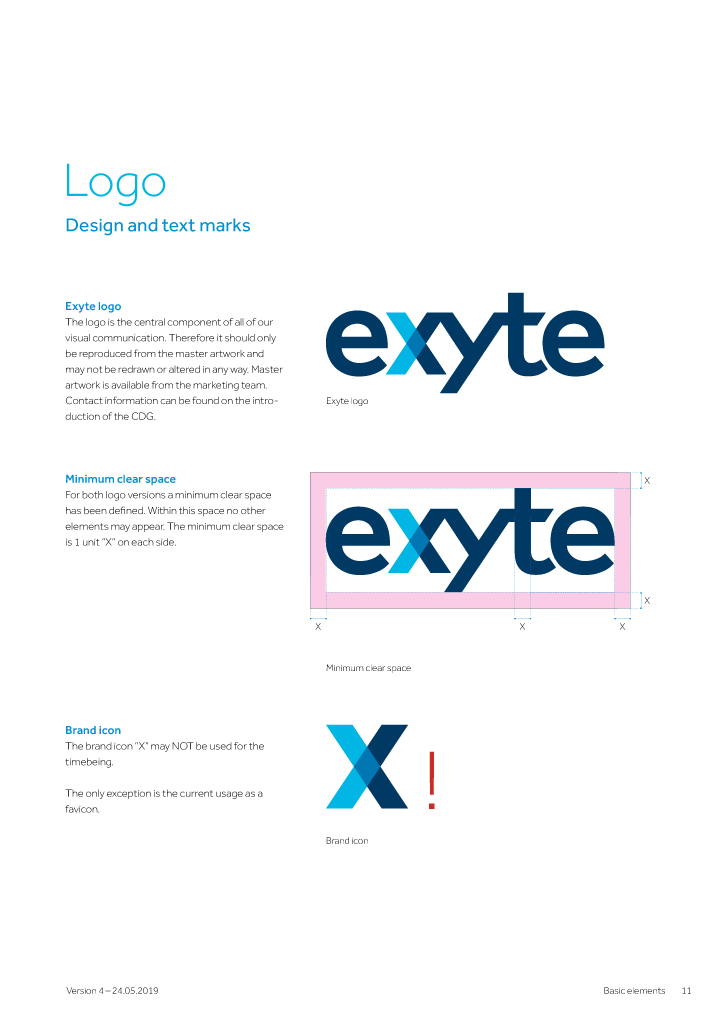 Logo
Design and text marks
Exyte logo
The logo is the central component of all of our
visual communication. Therefore it should only
be reproduced from the master artwork and
may not be redrawn or altered in any way. Master
artwork is available from the marketing team.
Contact information can be found on the intro-
duction of the CDG.
exyte
Exyte logo
Minimum clear space
For both logo versions a minimum clear space
has been defined. Within this space no other
elements may appear. The minimum clear space
is 1 unit "X" on each side.
X
exyte
X
X X X
Minimum clear space
Brand icon
The brand icon "X" may NOT be used for the
timebeing.
The only exception is the current usage as a
favicon.
X !
Brand icon
Version 4 – 24.05.2019
Basic elements 11